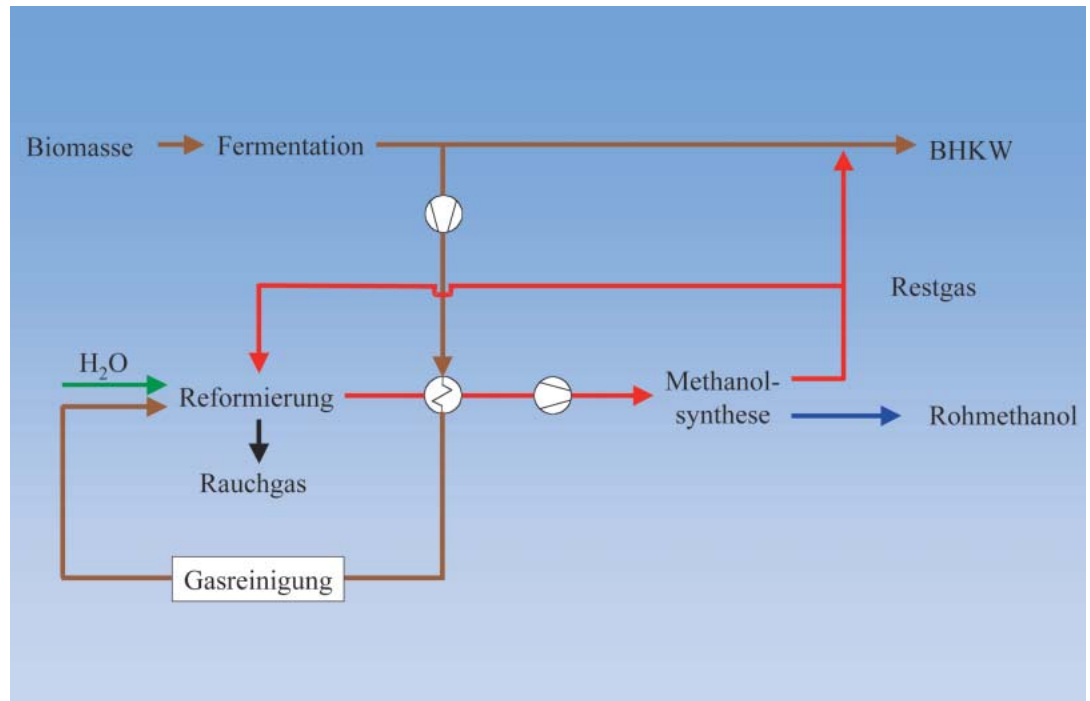 Biomasse
Fermentation
BHKW
Restgas
H₂O
Reformierung
Methanol-
synthese
Rohmethanol
Rauchgas
Gasreinigung